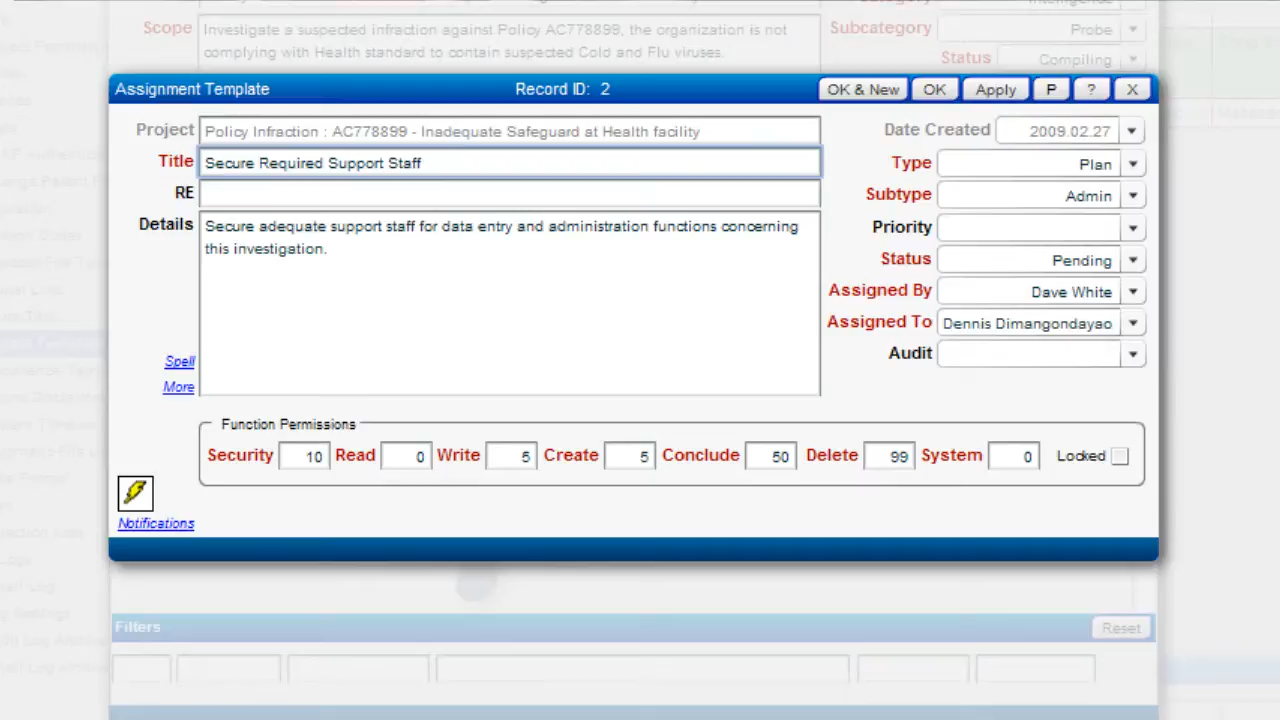 Intelligence
Scope
Investigate a suspected infraction against Policy AC778899, the organization is not
complying with Health standard to contain suspected Cold and Flu viruses.
Subcategory
Probe
Status
Compiling
Assignment Template
Record ID: 2
OK & New
OK
Apply
P
?
X
Project
Policy Infraction : AC778899 - Inadequate Safeguard at Health facility
Date Created
2009.02.27
Title
Secure Required Support Staff
Type
Plan
RE
Subtype
Admin
Details
Secure adequate support staff for data entry and administration functions concerning
this investigation.
Priority
Status
Pending
Assigned By
Dave White
Assigned To
Dennis Dimangondayao
Audit
Spell
More
Function Permissions
Security 10 Read 0 Write 5 Create 5 Conclude 50 Delete 99 System 0 Locked
Notifications
Filters
Reset